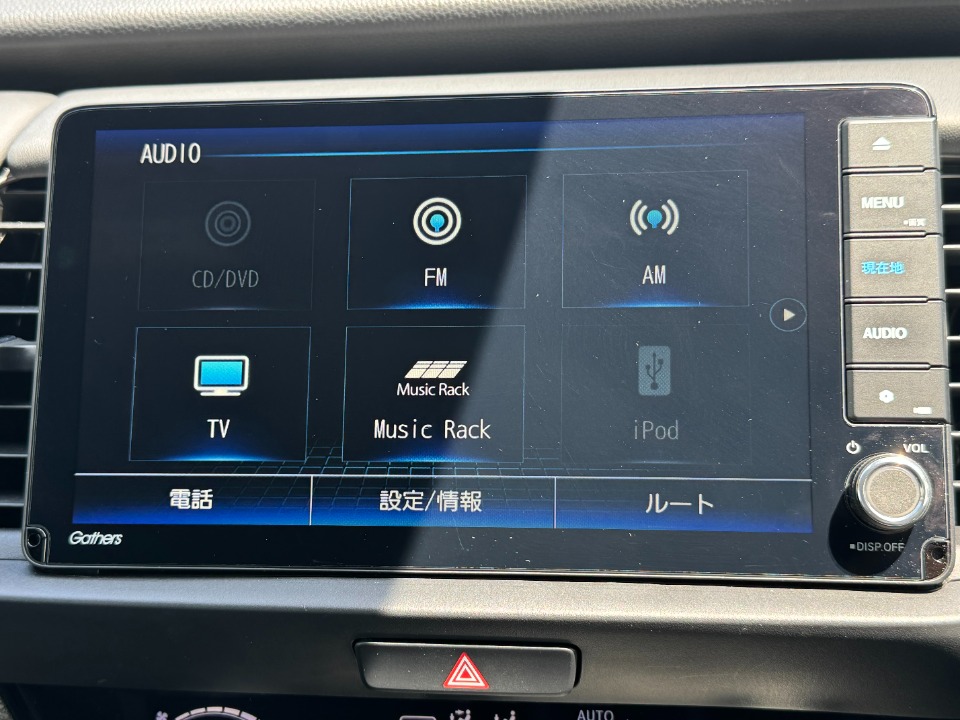 AUDIO
CD/DVD
FM
AM
TV
Music Rack
Music Rack
iPod
電話
設定/情報
ルート
Gathers
MENU
現在地
AUDIO
VOL
DISP.OFF
AUTO